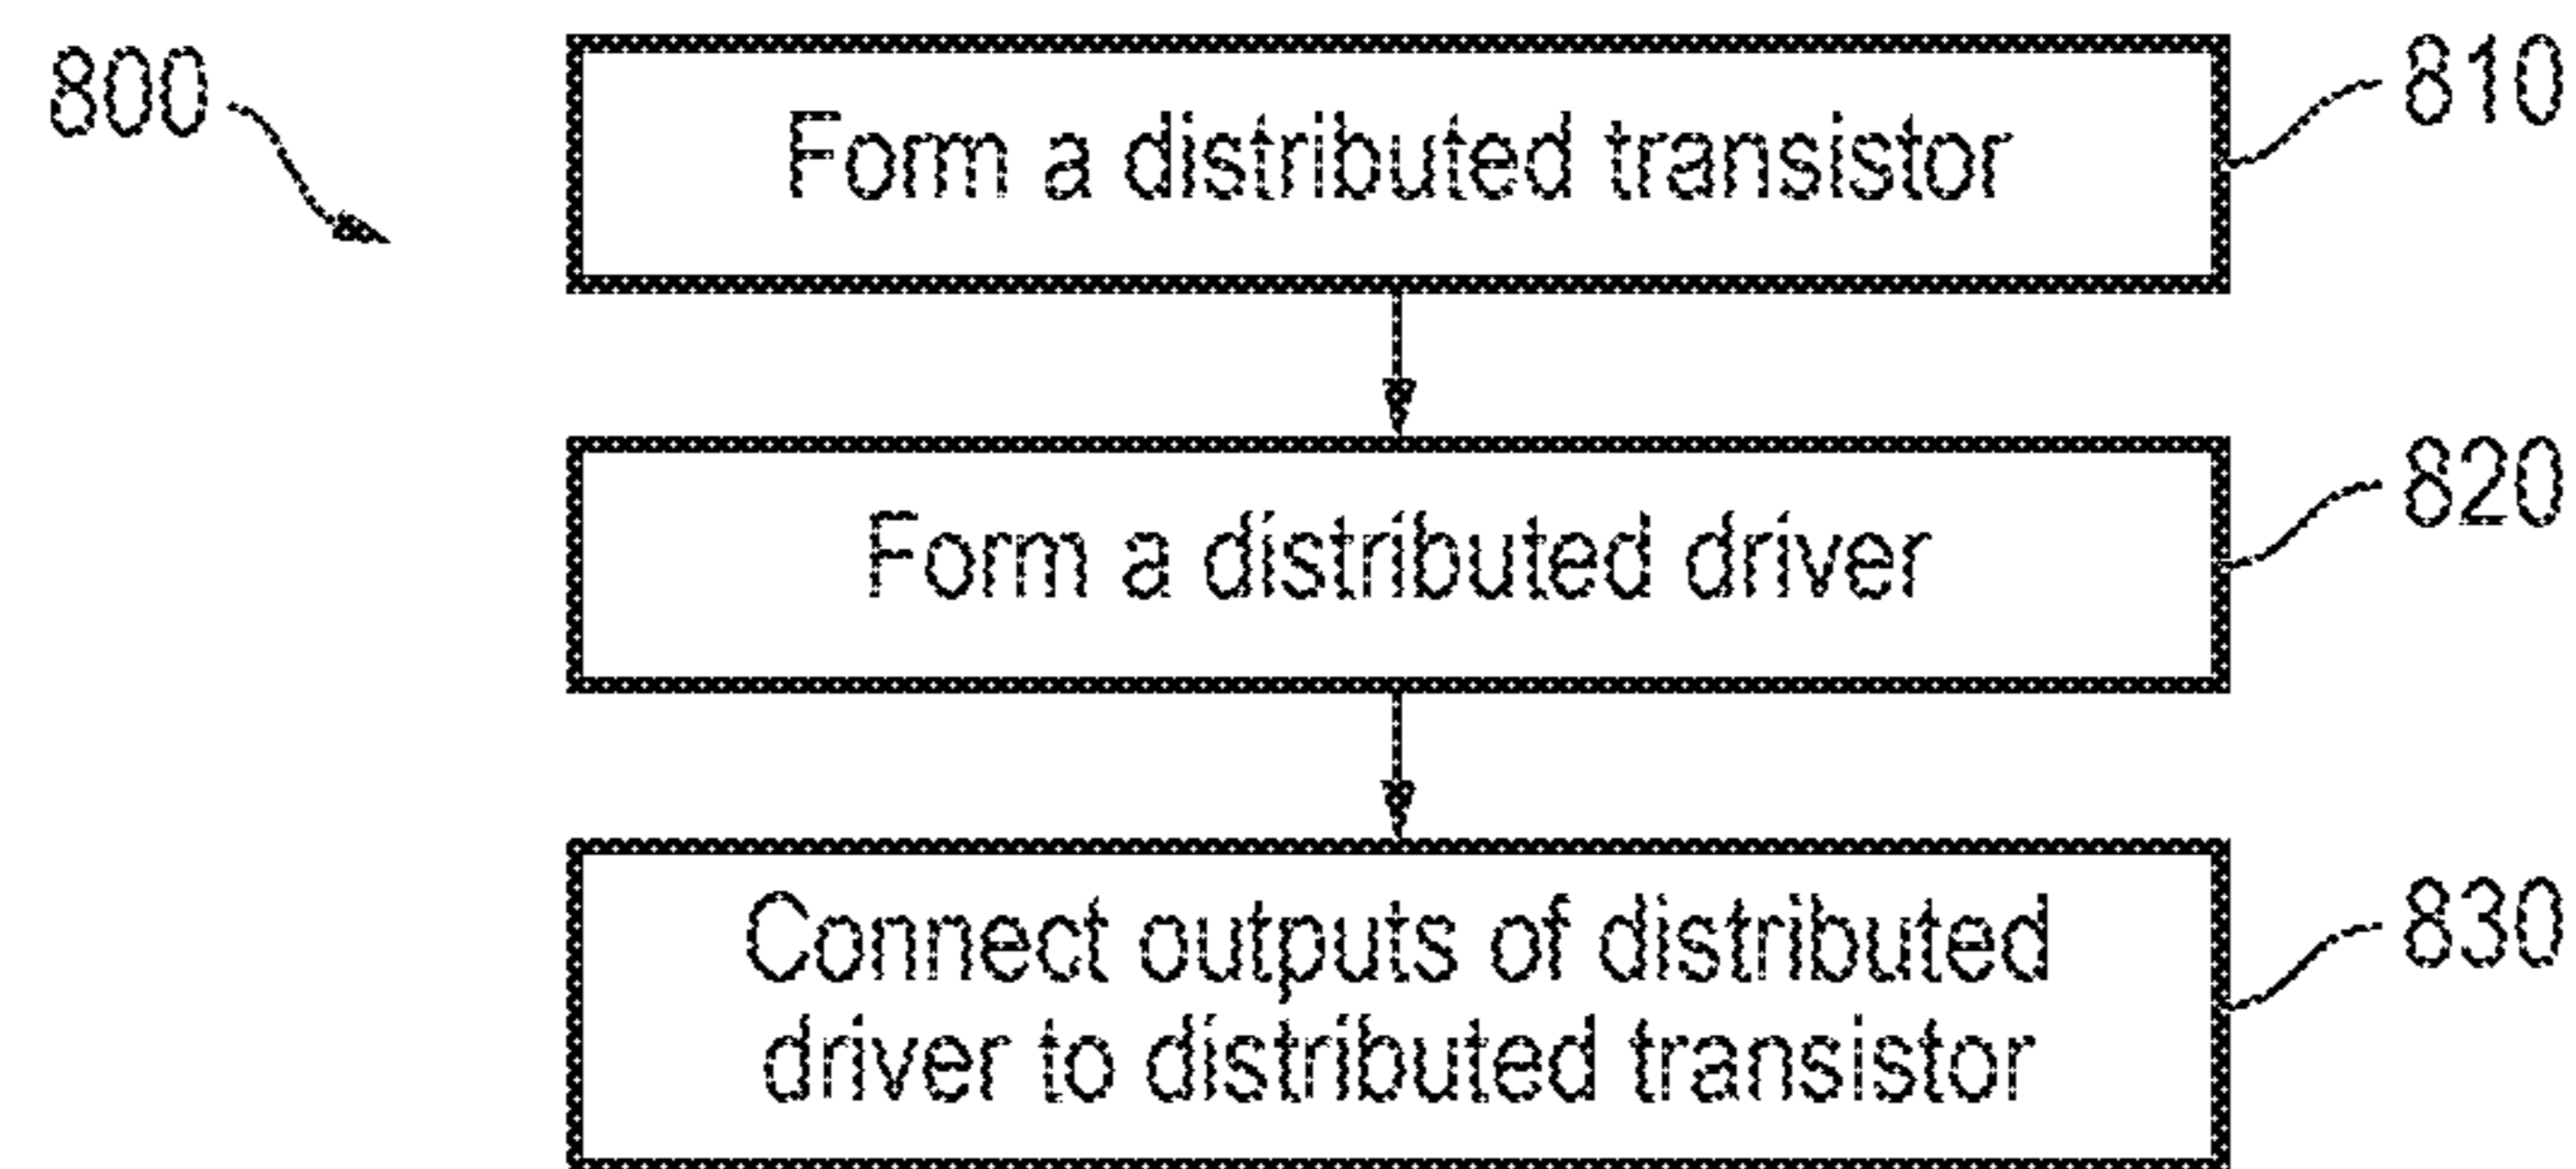 800
Form a distributed transistor
810
Form a distributed driver
820
Connect outputs of distributed
driver to distributed transistor
830